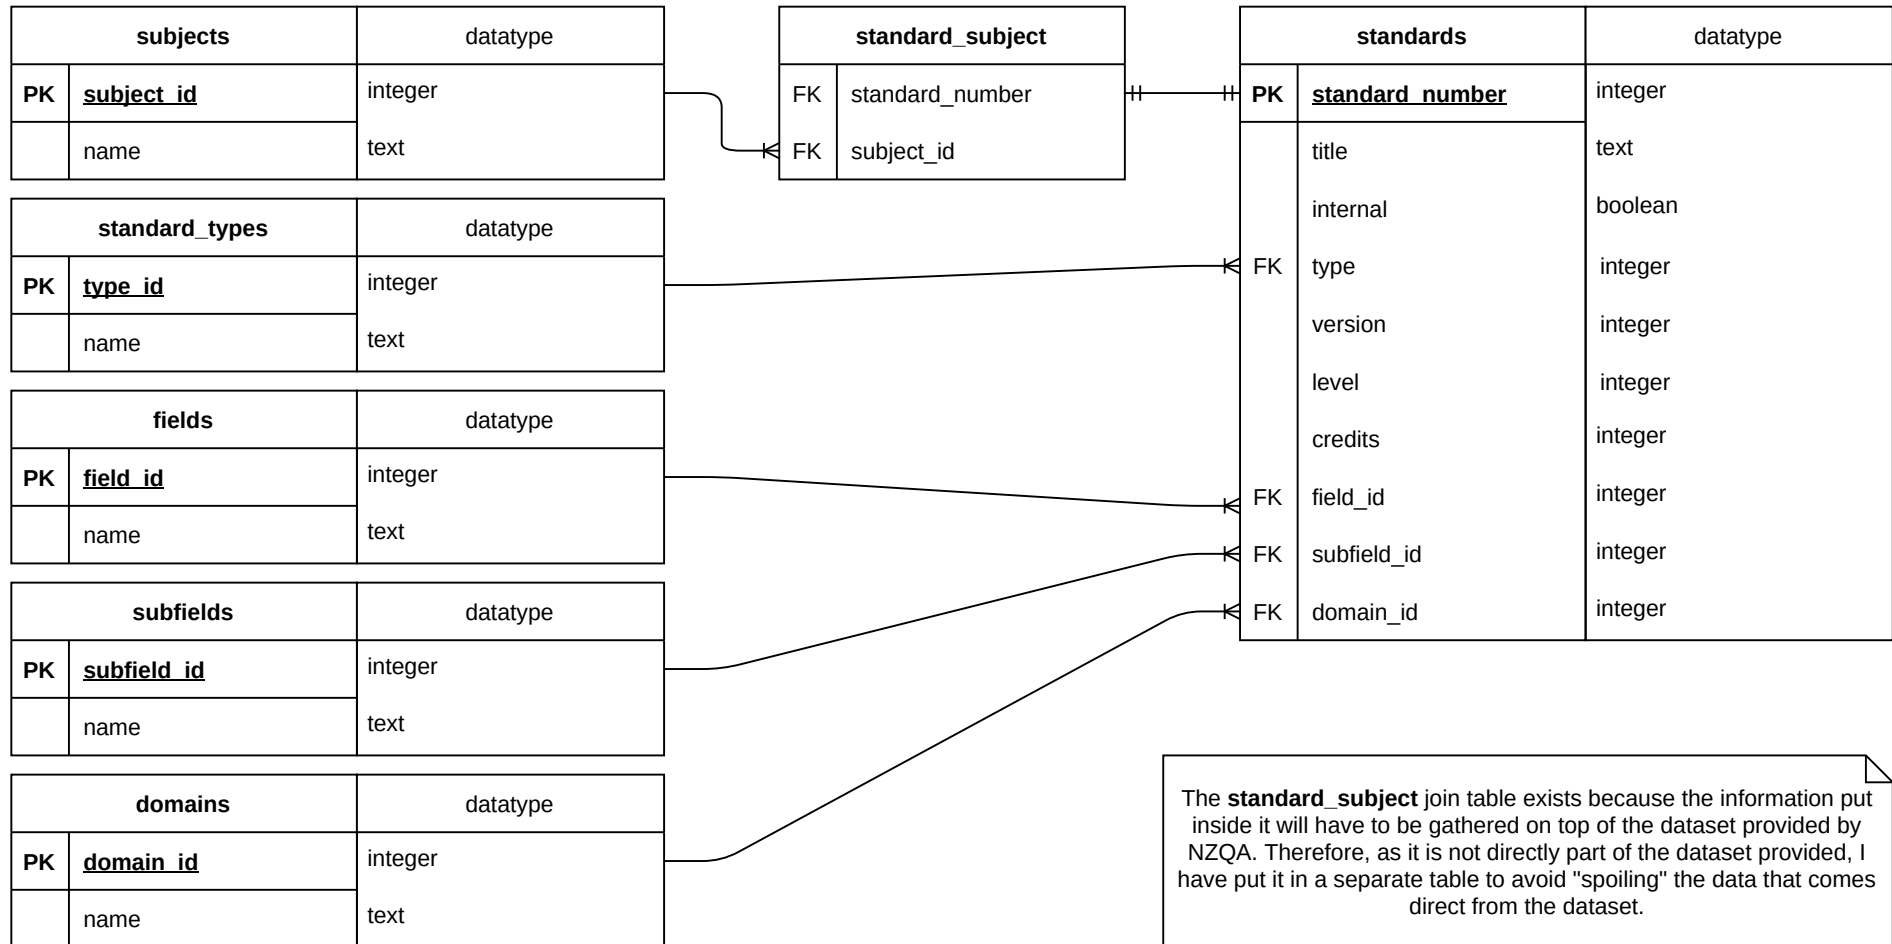 subjects datatype
PK subject_id integer
name text
standard_subject
FK standard_number
FK subject_id
standards datatype
PK standard_number integer
title text
internal boolean
FK type integer
version integer
level integer
credits integer
FK field_id integer
FK subfield_id integer
FK domain_id integer
standard_types datatype
PK type_id integer
name text
fields datatype
PK field_id integer
name text
subfields datatype
PK subfield_id integer
name text
domains datatype
PK domain_id integer
name text
The standard_subject join table exists because the information put
inside it will have to be gathered on top of the dataset provided by
NZQA. Therefore, as it is not directly part of the dataset provided, I
have put it in a separate table to avoid "spoiling" the data that comes
direct from the dataset.